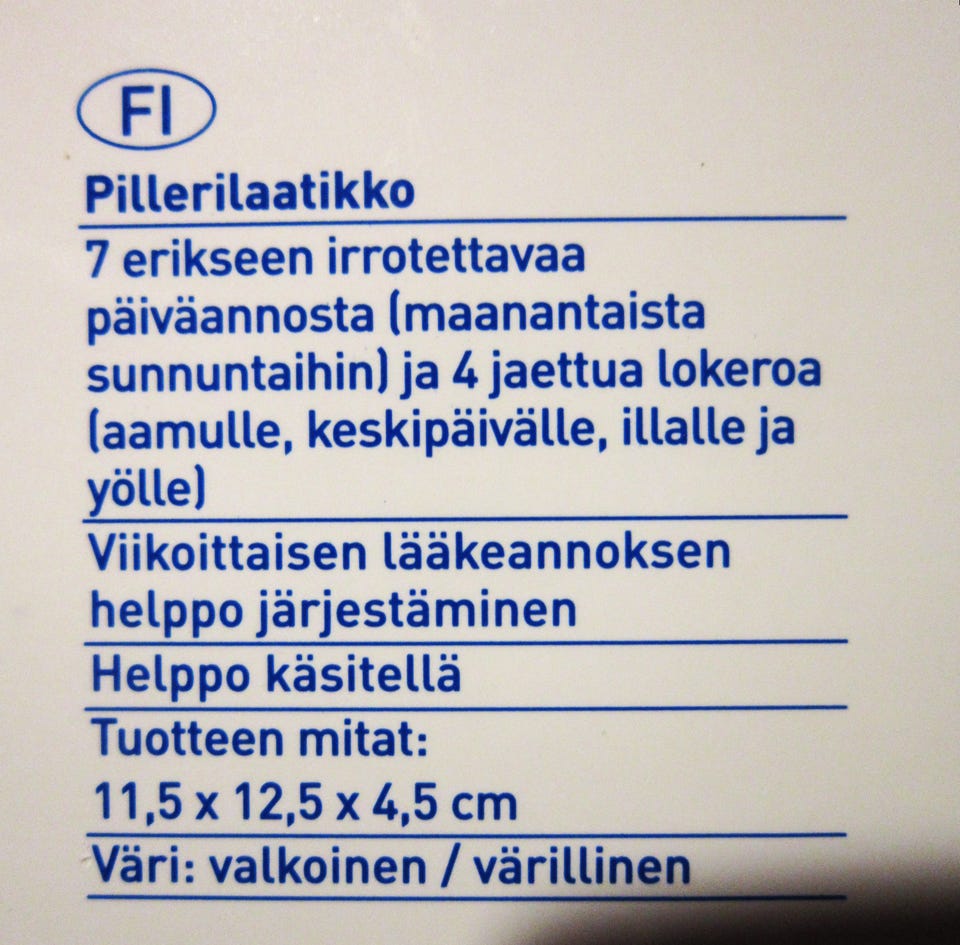 FI
Pillerilaatikko
7 erikseen irrotettavaa
päiväannosta (maanantaista
sunnuntaihin) ja 4 jaettua lokeroa
(aamulle, keskipäivälle, illalle ja
yölle)
Viikoittaisen lääkeannoksen
helppo järjestäminen
Helppo käsitellä
Tuotteen mitat:
11,5 x 12,5 x 4,5 cm
Väri: valkoinen / värillinen